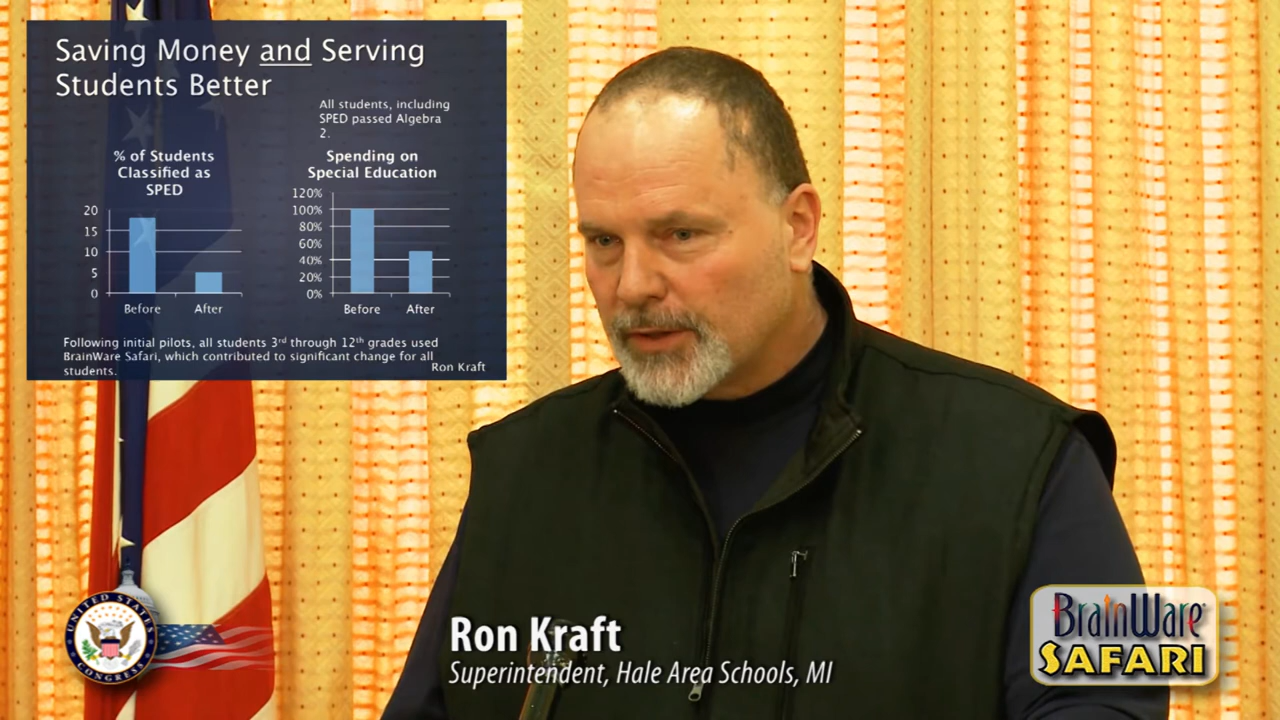 Saving Money and Serving
Students Better
All students, including
SPED passed Algebra
2.
% of Students
Classified as
SPED
20
15
10
5
0
Before After
Spending on
Special Education
120%
100%
80%
60%
40%
20%
0%
Before After
Following initial pilots, all students 3rd through 12th grades used
BrainWare Safari, which contributed to significant change for all
students.
Ron Kraft
UNITED STATES
CONGRESS
Ron Kraft
Superintendent, Hale Area Schools, MI
BrainWare
SAFARI